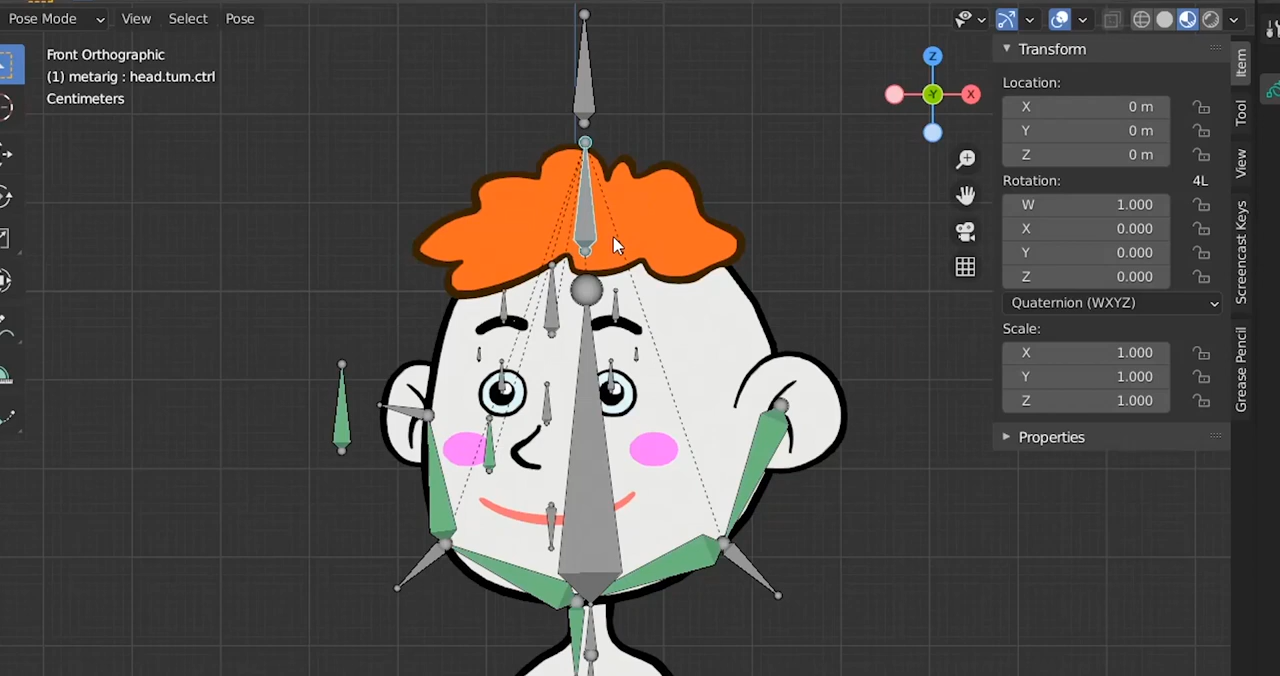 Pose Mode View Select Pose
Front Orthographic
(1) metarig : head.turn.ctrl
Centimeters
Z
-Y
X
Transform
Location:
X 0 m
Y 0 m
Z 0 m
Rotation: 4L
W 1.000
X 0.000
Y 0.000
Z 0.000
Quaternion (WXYZ)
Scale:
X 1.000
Y 1.000
Z 1.000
Properties
Item
Tool
View
Screencast Keys
Grease Pencil